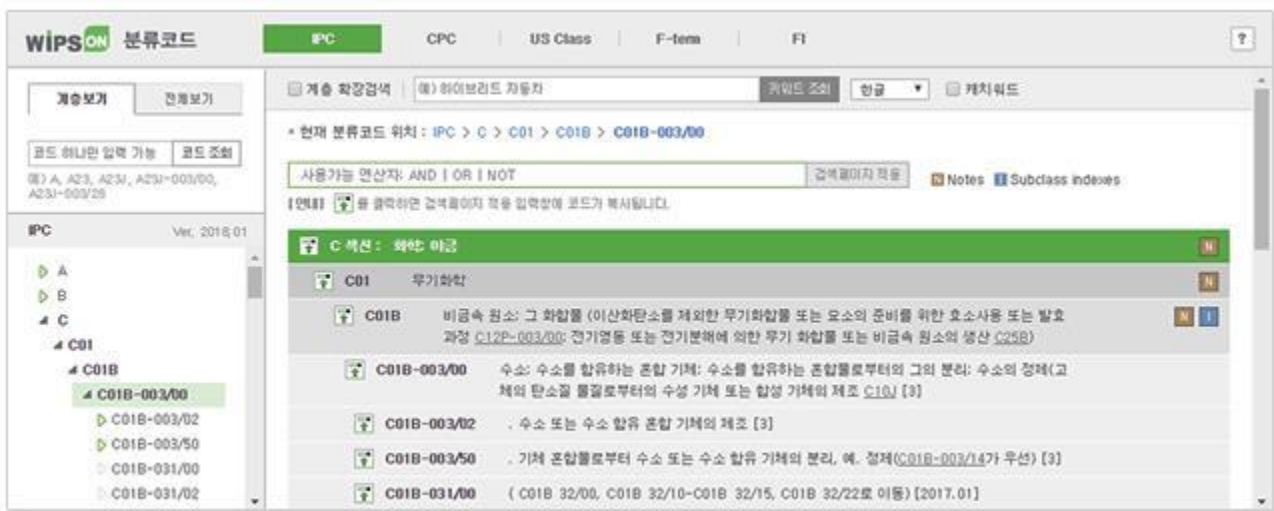 WIPS ON 분류코드
IPC CPC US Class F-term FI ?
계층보기 전체보기
계층 확장검색 예) 하이브리드 자동차 키워드 조회 한글 캐치워드
현재 분류코드 위치 : IPC > C > C01 > C01B > C01B-003/00
코드 하나만 입력 가능 코드 조회
예) A, A23, A23J, A23J-003/00,
A23J-003/26
사용가능 연산자: AND | OR | NOT 검색페이지 적용 N Notes I Subclass indexes
[안내] 를 클릭하면 검색페이지 적용 입력창에 코드가 복사됩니다.
IPC Ver. 2018.01
A
B
C
C01
C01B
C01B-003/00
C01B-003/02
C01B-003/50
C01B-031/00
C01B-031/02
C 섹션 : 화학; 야금 N
C01 무기화학 N
C01B 비금속 원소; 그 화합물 (이산화탄소를 제외한 무기화합물 또는 요소의 준비를 위한 효소사용 또는 발효 N I
과정 C12P-003/00; 전기영동 또는 전기분해에 의한 무기 화합물 또는 비금속 원소의 생산 C25B)
C01B-003/00 수소; 수소를 함유하는 혼합 기체; 수소를 함유하는 혼합물로부터의 그의 분리; 수소의 정제(고
체의 탄소질 물질로부터의 수성 기체 또는 합성 기체의 제조 C10J [3]
C01B-003/02 . 수소 또는 수소 함유 혼합 기체의 제조 [3]
C01B-003/50 . 기체 혼합물로부터 수소 또는 수소 함유 기체의 분리, 예. 정제(C01B-003/14가 우선) [3]
C01B-031/00 ( C01B 32/00, C01B 32/10-C01B 32/15, C01B 32/22로 이동) [2017.01]